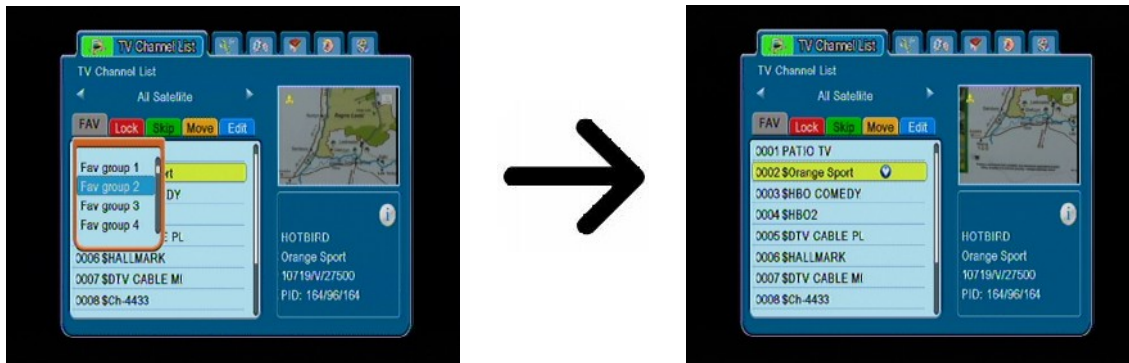 TV Channel List
TV Channel List
All Satellite
FAV Lock Skip Move Edit
Fav group 1
Fav group 2
Fav group 3
Fav group 4
rt
DY
E PL
0006 $HALLMARK
0007 $DTV CABLE MI
0008 $Ch-4433
HOTBIRD
Orange Sport
10719/V/27500
PID: 164/96/164
TV Channel List
TV Channel List
All Satellite
FAV Lock Skip Move Edit
0001 PATIO TV
0002 $Orange Sport
0003 $HBO COMEDY
0004 $HBO2
0005 $DTV CABLE PL
0006 $HALLMARK
0007 $DTV CABLE MI
0008 $Ch-4433
HOTBIRD
Orange Sport
10719/V/27500
PID: 164/96/164